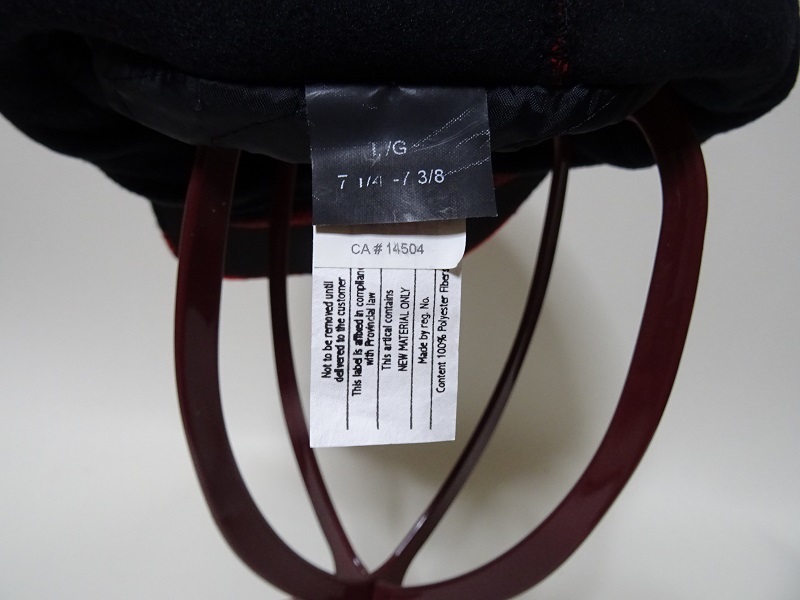 L/G
7 1/4 -7 3/8
CA # 14504
Not to be removed until
delivered to the customer
This label is affixed in complianc
with Provincial law
This artical contains
NEW MATERIAL ONLY
Made by reg. No.
Content 100% Polyester Fibers